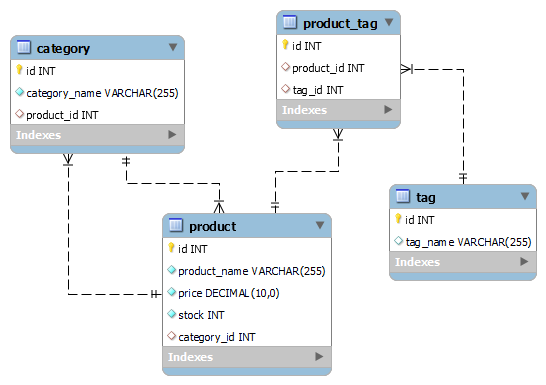 category
id INT
category_name VARCHAR(255)
product_id INT
Indexes
product_tag
id INT
product_id INT
tag_id INT
Indexes
product
id INT
product_name VARCHAR(255)
price DECIMAL(10,0)
stock INT
category_id INT
Indexes
tag
id INT
tag_name VARCHAR(255)
Indexes